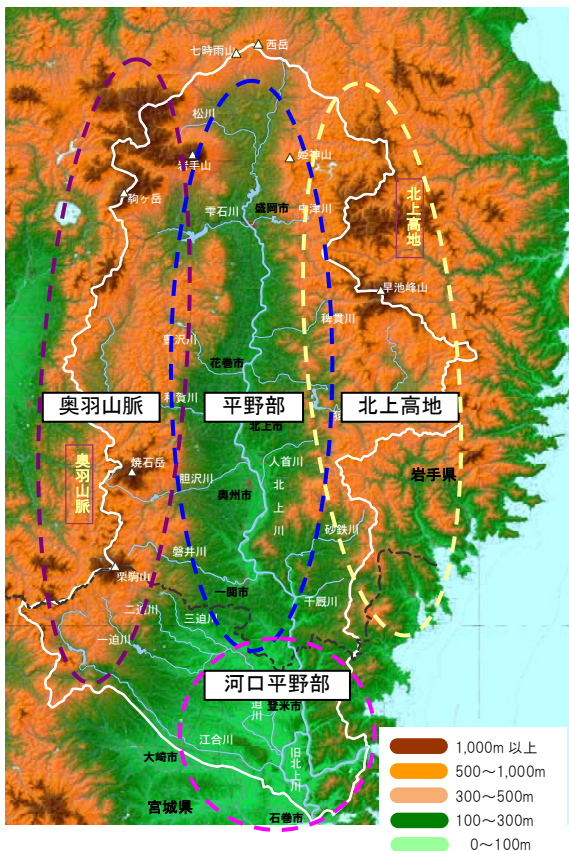 七時雨山
西岳
松川
岩手山
姫神山
駒ヶ岳
雫石川
盛岡市
中津川
北上高地
早池峰山
稗貫川
豊沢川
花巻市
奥羽山脈
平野部
北上高地
和賀川
北上市
人首川
岩手県
奥羽山脈
焼石岳
胆沢川
奥州市
北上川
砂鉄川
磐井川
栗駒山
一関市
千厩川
二迫川
三迫川
一迫川
河口平野部
迫川
登米市
江合川
旧北上川
大崎市
宮城県
石巻市
1,000m 以上
500～1,000m
300～500m
100～300m
0～100m